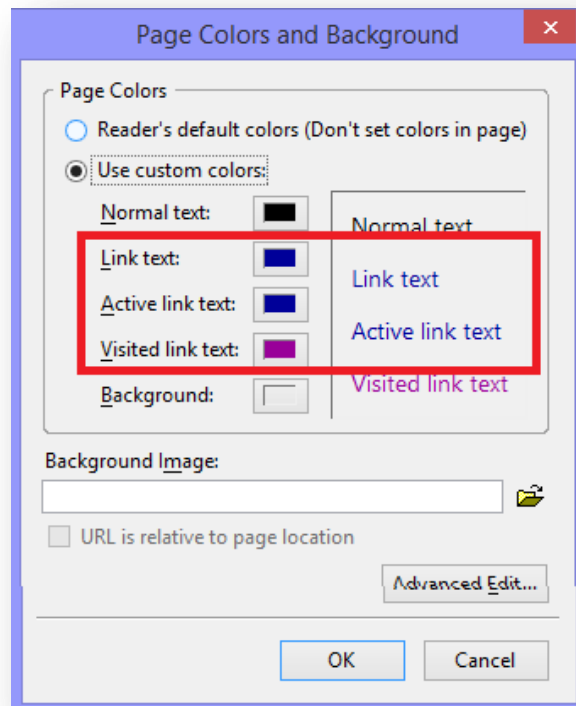 Page Colors and Background
Page Colors
Reader's default colors (Don't set colors in page)
Use custom colors:
Normal text:
Link text:
Active link text:
Visited link text:
Background:
Normal text
Link text
Active link text
Visited link text
Background Image:
URL is relative to page location
Advanced Edit...
OK
Cancel